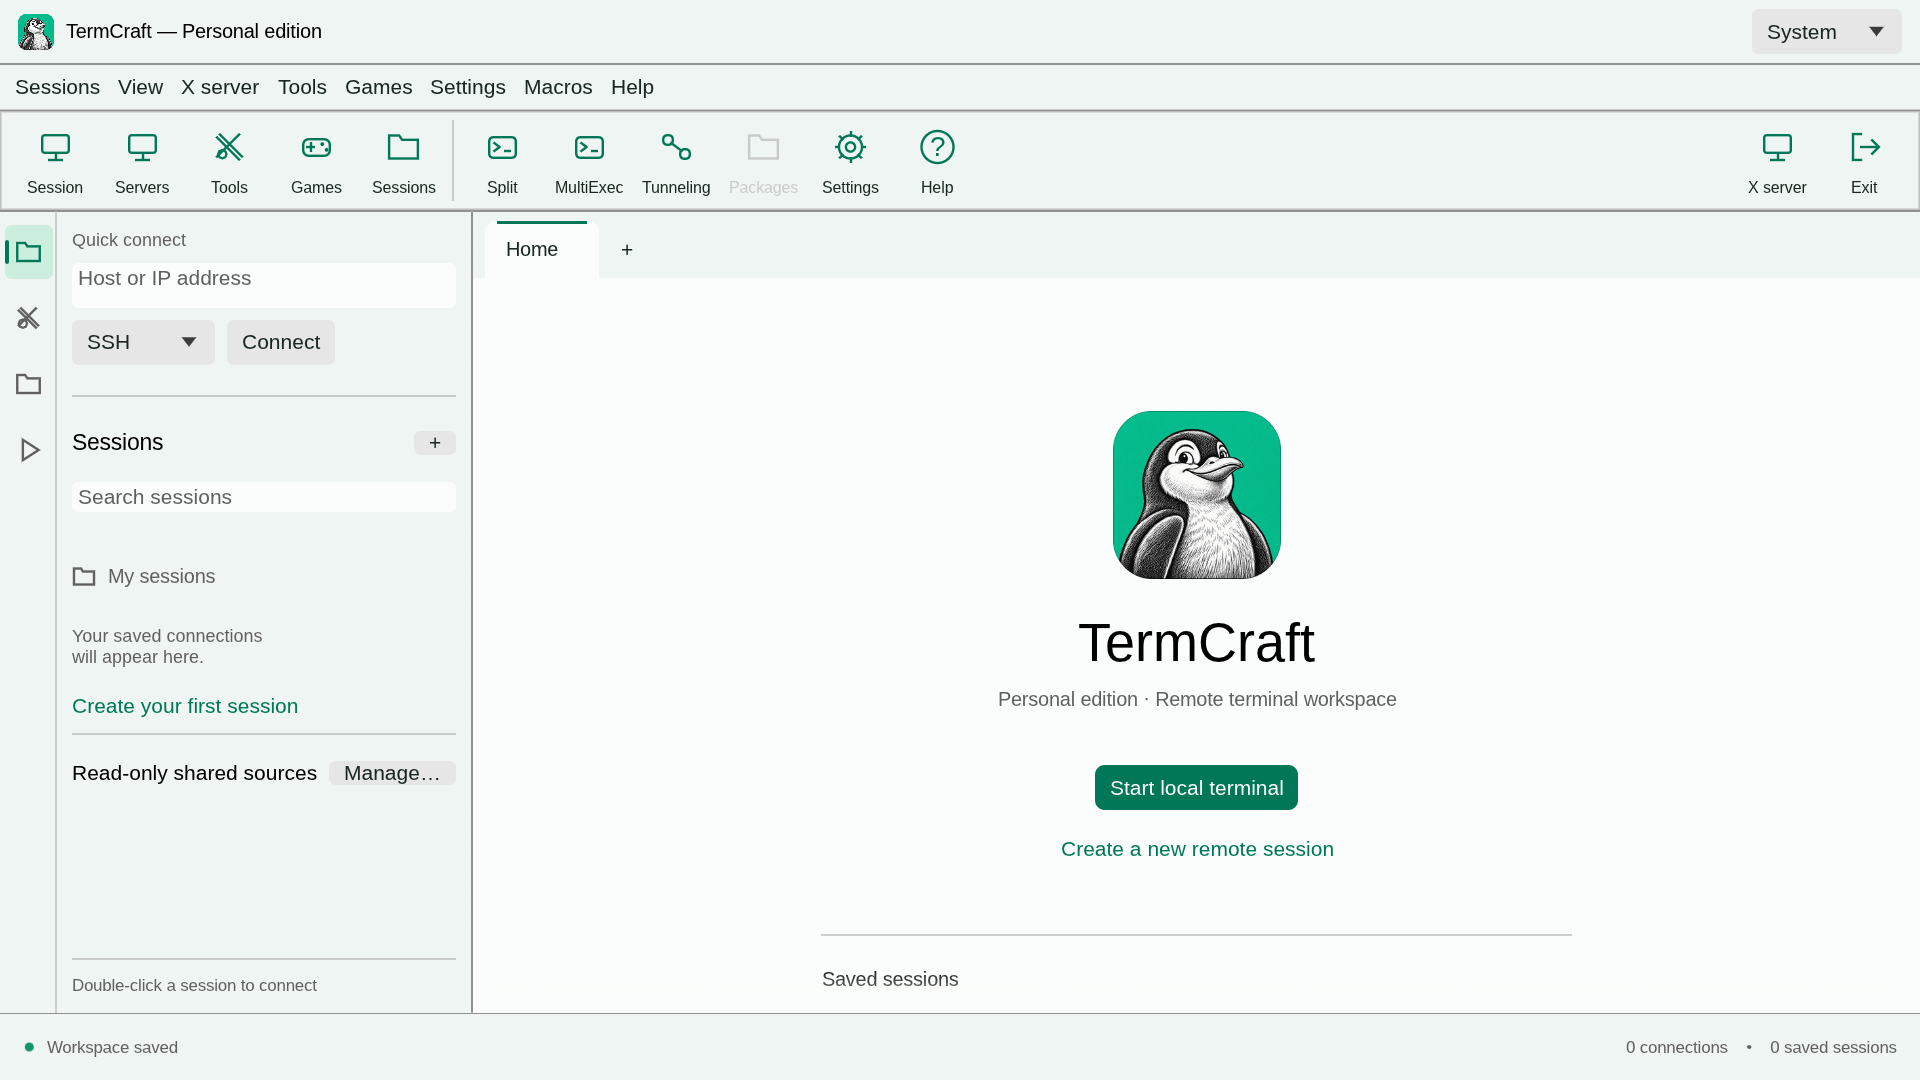 TermCraft — Personal edition
System
Sessions View X server Tools Games Settings Macros Help
Session Servers Tools Games Sessions Split MultiExec Tunneling Packages Settings Help X server Exit
Quick connect
Host or IP address
SSH
Connect
Sessions
+
Search sessions
My sessions
Your saved connections
will appear here.
Create your first session
Read-only shared sources
Manage…
Double-click a session to connect
Home
+
TermCraft
Personal edition · Remote terminal workspace
Start local terminal
Create a new remote session
Saved sessions
Workspace saved
0 connections • 0 saved sessions